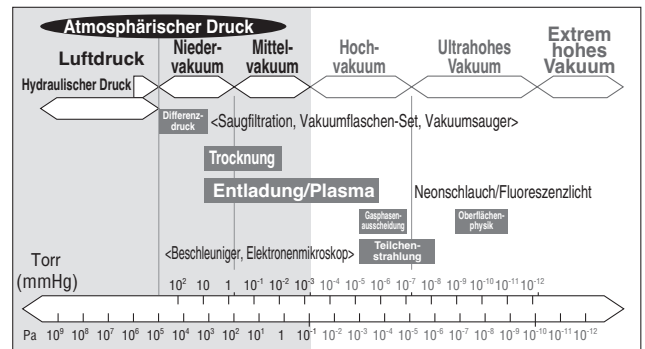 Atmosphärischer Druck
Luftdruck
Nieder-
vakuum
Mittel-
vakuum
Hoch-
vakuum
Ultrahohes
Vakuum
Extrem
hohes
Vakuum
Hydraulischer Druck
Differenz-
druck
<Saugfiltration, Vakuumflaschen-Set, Vakuumsauger>
Trocknung
Entladung/Plasma
Neonschlauch/Fluoreszenzlicht
Gasphasen-
ausscheidung
Oberflächen-
physik
<Beschleuniger, Elektronenmikroskop>
Teilchen-
strahlung
Torr
(mmHg)
10² 10 1 10⁻¹ 10⁻² 10⁻³ 10⁻⁴ 10⁻⁵ 10⁻⁶ 10⁻⁷ 10⁻⁸ 10⁻⁹ 10⁻¹⁰ 10⁻¹¹ 10⁻¹²
Pa 10⁹ 10⁸ 10⁷ 10⁶ 10⁵ 10⁴ 10³ 10² 10¹ 1 10⁻¹ 10⁻² 10⁻³ 10⁻⁴ 10⁻⁵ 10⁻⁶ 10⁻⁷ 10⁻⁸ 10⁻⁹ 10⁻¹⁰ 10⁻¹¹ 10⁻¹²